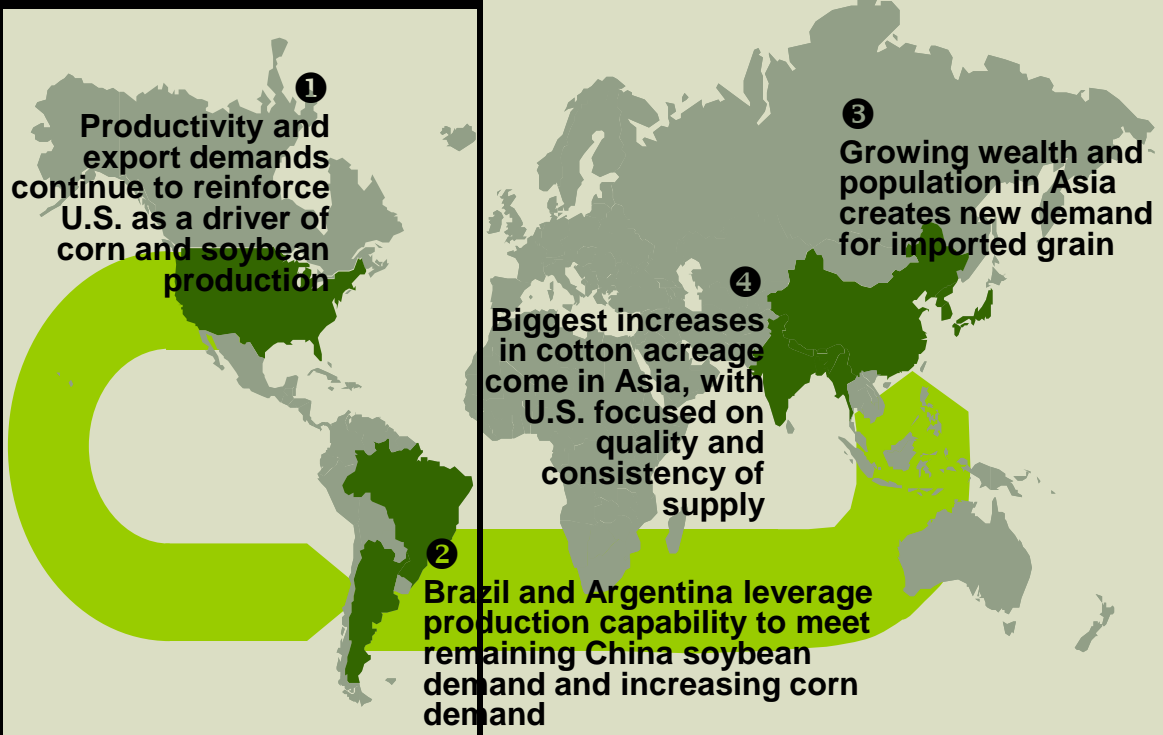 ❶
Productivity and
export demands
continue to reinforce
U.S. as a driver of
corn and soybean
production
❷
Brazil and Argentina leverage
production capability to meet
remaining China soybean
demand and increasing corn
demand
❸
Growing wealth and
population in Asia
creates new demand
for imported grain
❹
Biggest increases
in cotton acreage
come in Asia, with
U.S. focused on
quality and
consistency of
supply